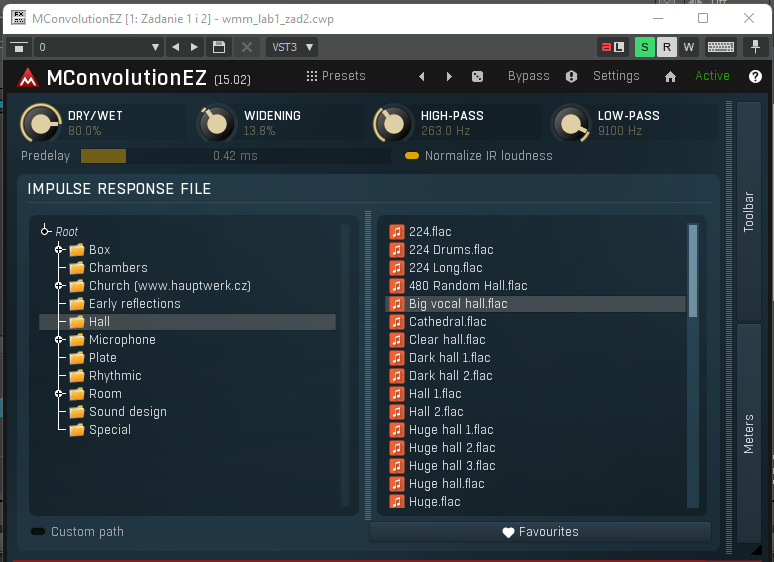 FX
MConvolutionEZ [1: Zadanie 1 i 2] - wmm_lab1_zad2.cwp
0 VST3 aL S R W
MConvolutionEZ (15.02) Presets Bypass Settings Active ?
DRY/WET WIDENING HIGH-PASS LOW-PASS
80.0% 13.8% 263.0 Hz 9100 Hz
Predelay 0.42 ms Normalize IR loudness
IMPULSE RESPONSE FILE
Root
Box
Chambers
Church (www.hauptwerk.cz)
Early reflections
Hall
Microphone
Plate
Rhythmic
Room
Sound design
Special
224.flac
224 Drums.flac
224 Long.flac
480 Random Hall.flac
Big vocal hall.flac
Cathedral.flac
Clear hall.flac
Dark hall 1.flac
Dark hall 2.flac
Hall 1.flac
Hall 2.flac
Huge hall 1.flac
Huge hall 2.flac
Huge hall 3.flac
Huge hall.flac
Huge.flac
Custom path
Favourites
Toolbar
Meters